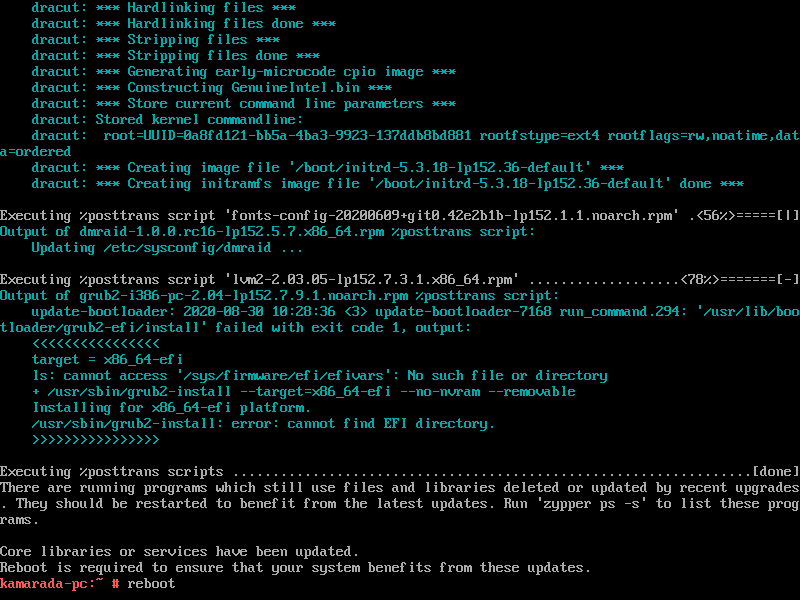 dracut: *** Hardlinking files ***
dracut: *** Hardlinking files done ***
dracut: *** Stripping files ***
dracut: *** Stripping files done ***
dracut: *** Generating early-microcode cpio image ***
dracut: *** Constructing GenuineIntel.bin ***
dracut: *** Store current command line parameters ***
dracut: Stored kernel commandline:
dracut:  root=UUID=0a8fd121-bb5a-4ba3-9923-137ddb8bd881 rootfstype=ext4 rootflags=rw,noatime,dat
a=ordered
dracut: *** Creating image file '/boot/initrd-5.3.18-lp152.36-default' ***
dracut: *** Creating initramfs image file '/boot/initrd-5.3.18-lp152.36-default' done ***
Executing %posttrans script 'fonts-config-20200609+git0.42e2b1b-lp152.1.1.noarch.rpm' .<56%>=====[|]
Output of dmraid-1.0.0.rc16-lp152.5.7.x86_64.rpm %posttrans script:
Updating /etc/sysconfig/dmraid ...
Executing %posttrans script 'lvm2-2.03.05-lp152.7.3.1.x86_64.rpm' ...................<78%>=======[-]
Output of grub2-i386-pc-2.04-lp152.7.9.1.noarch.rpm %posttrans script:
update-bootloader: 2020-08-30 10:28:36 <3> update-bootloader-7168 run_command.294: '/usr/lib/boo
tloader/grub2-efi/install' failed with exit code 1, output:
<<<<<<<<<<<<<<<<
target = x86_64-efi
ls: cannot access '/sys/firmware/efi/efivars': No such file or directory
+ /usr/sbin/grub2-install --target=x86_64-efi --no-nvram --removable
Installing for x86_64-efi platform.
/usr/sbin/grub2-install: error: cannot find EFI directory.
>>>>>>>>>>>>>>>>
Executing %posttrans scripts .................................................................[done]
There are running programs which still use files and libraries deleted or updated by recent upgrades
. They should be restarted to benefit from the latest updates. Run 'zypper ps -s' to list these prog
rams.
Core libraries or services have been updated.
Reboot is required to ensure that your system benefits from these updates.
kamarada-pc:~ # reboot